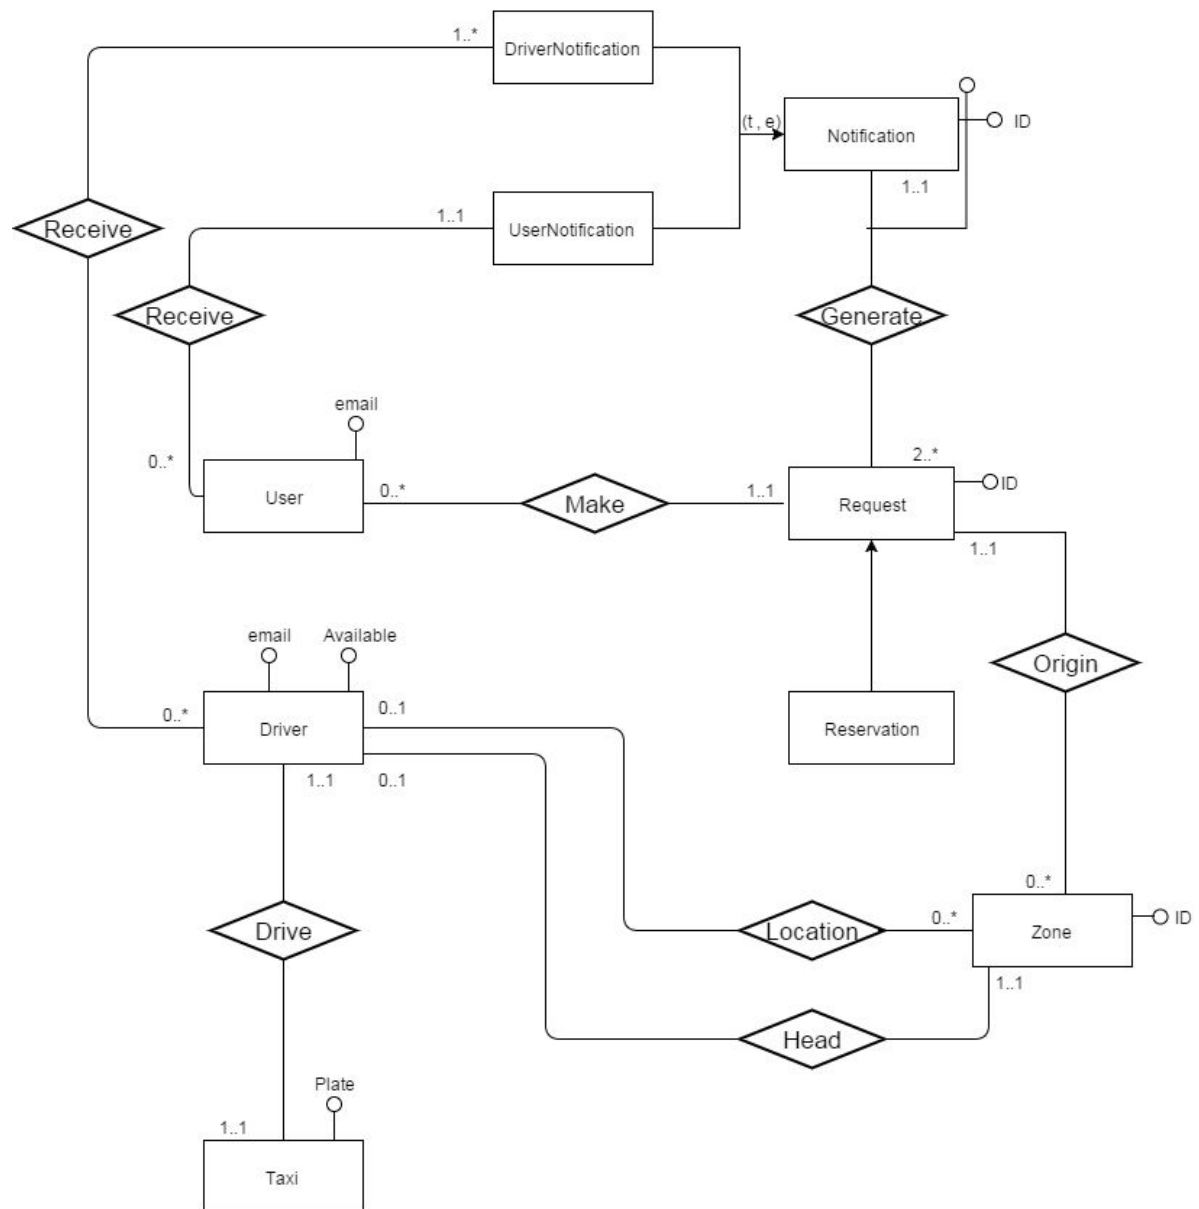 1..*
DriverNotification
(t , e)
Notification
ID
1..1
Receive
1..1
UserNotification
Receive
Generate
email
0..*
User
0..*
Make
1..1
2..*
Request
ID
1..1
email
Available
0..*
Driver
0..1
1..1
0..1
Origin
Reservation
0..*
Drive
Location
0..*
Zone
ID
1..1
Head
Plate
1..1
Taxi